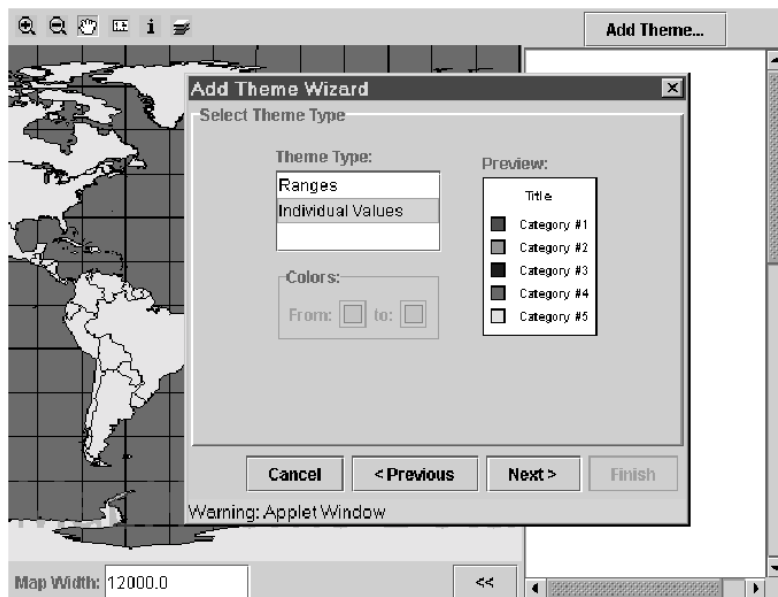 Add Theme...
Add Theme Wizard
Select Theme Type
Theme Type:
Ranges
Individual Values
Colors:
From: to:
Preview:
Title
Category #1
Category #2
Category #3
Category #4
Category #5
Cancel
< Previous
Next >
Finish
Warning: Applet Window
Map Width: 12000.0
<<